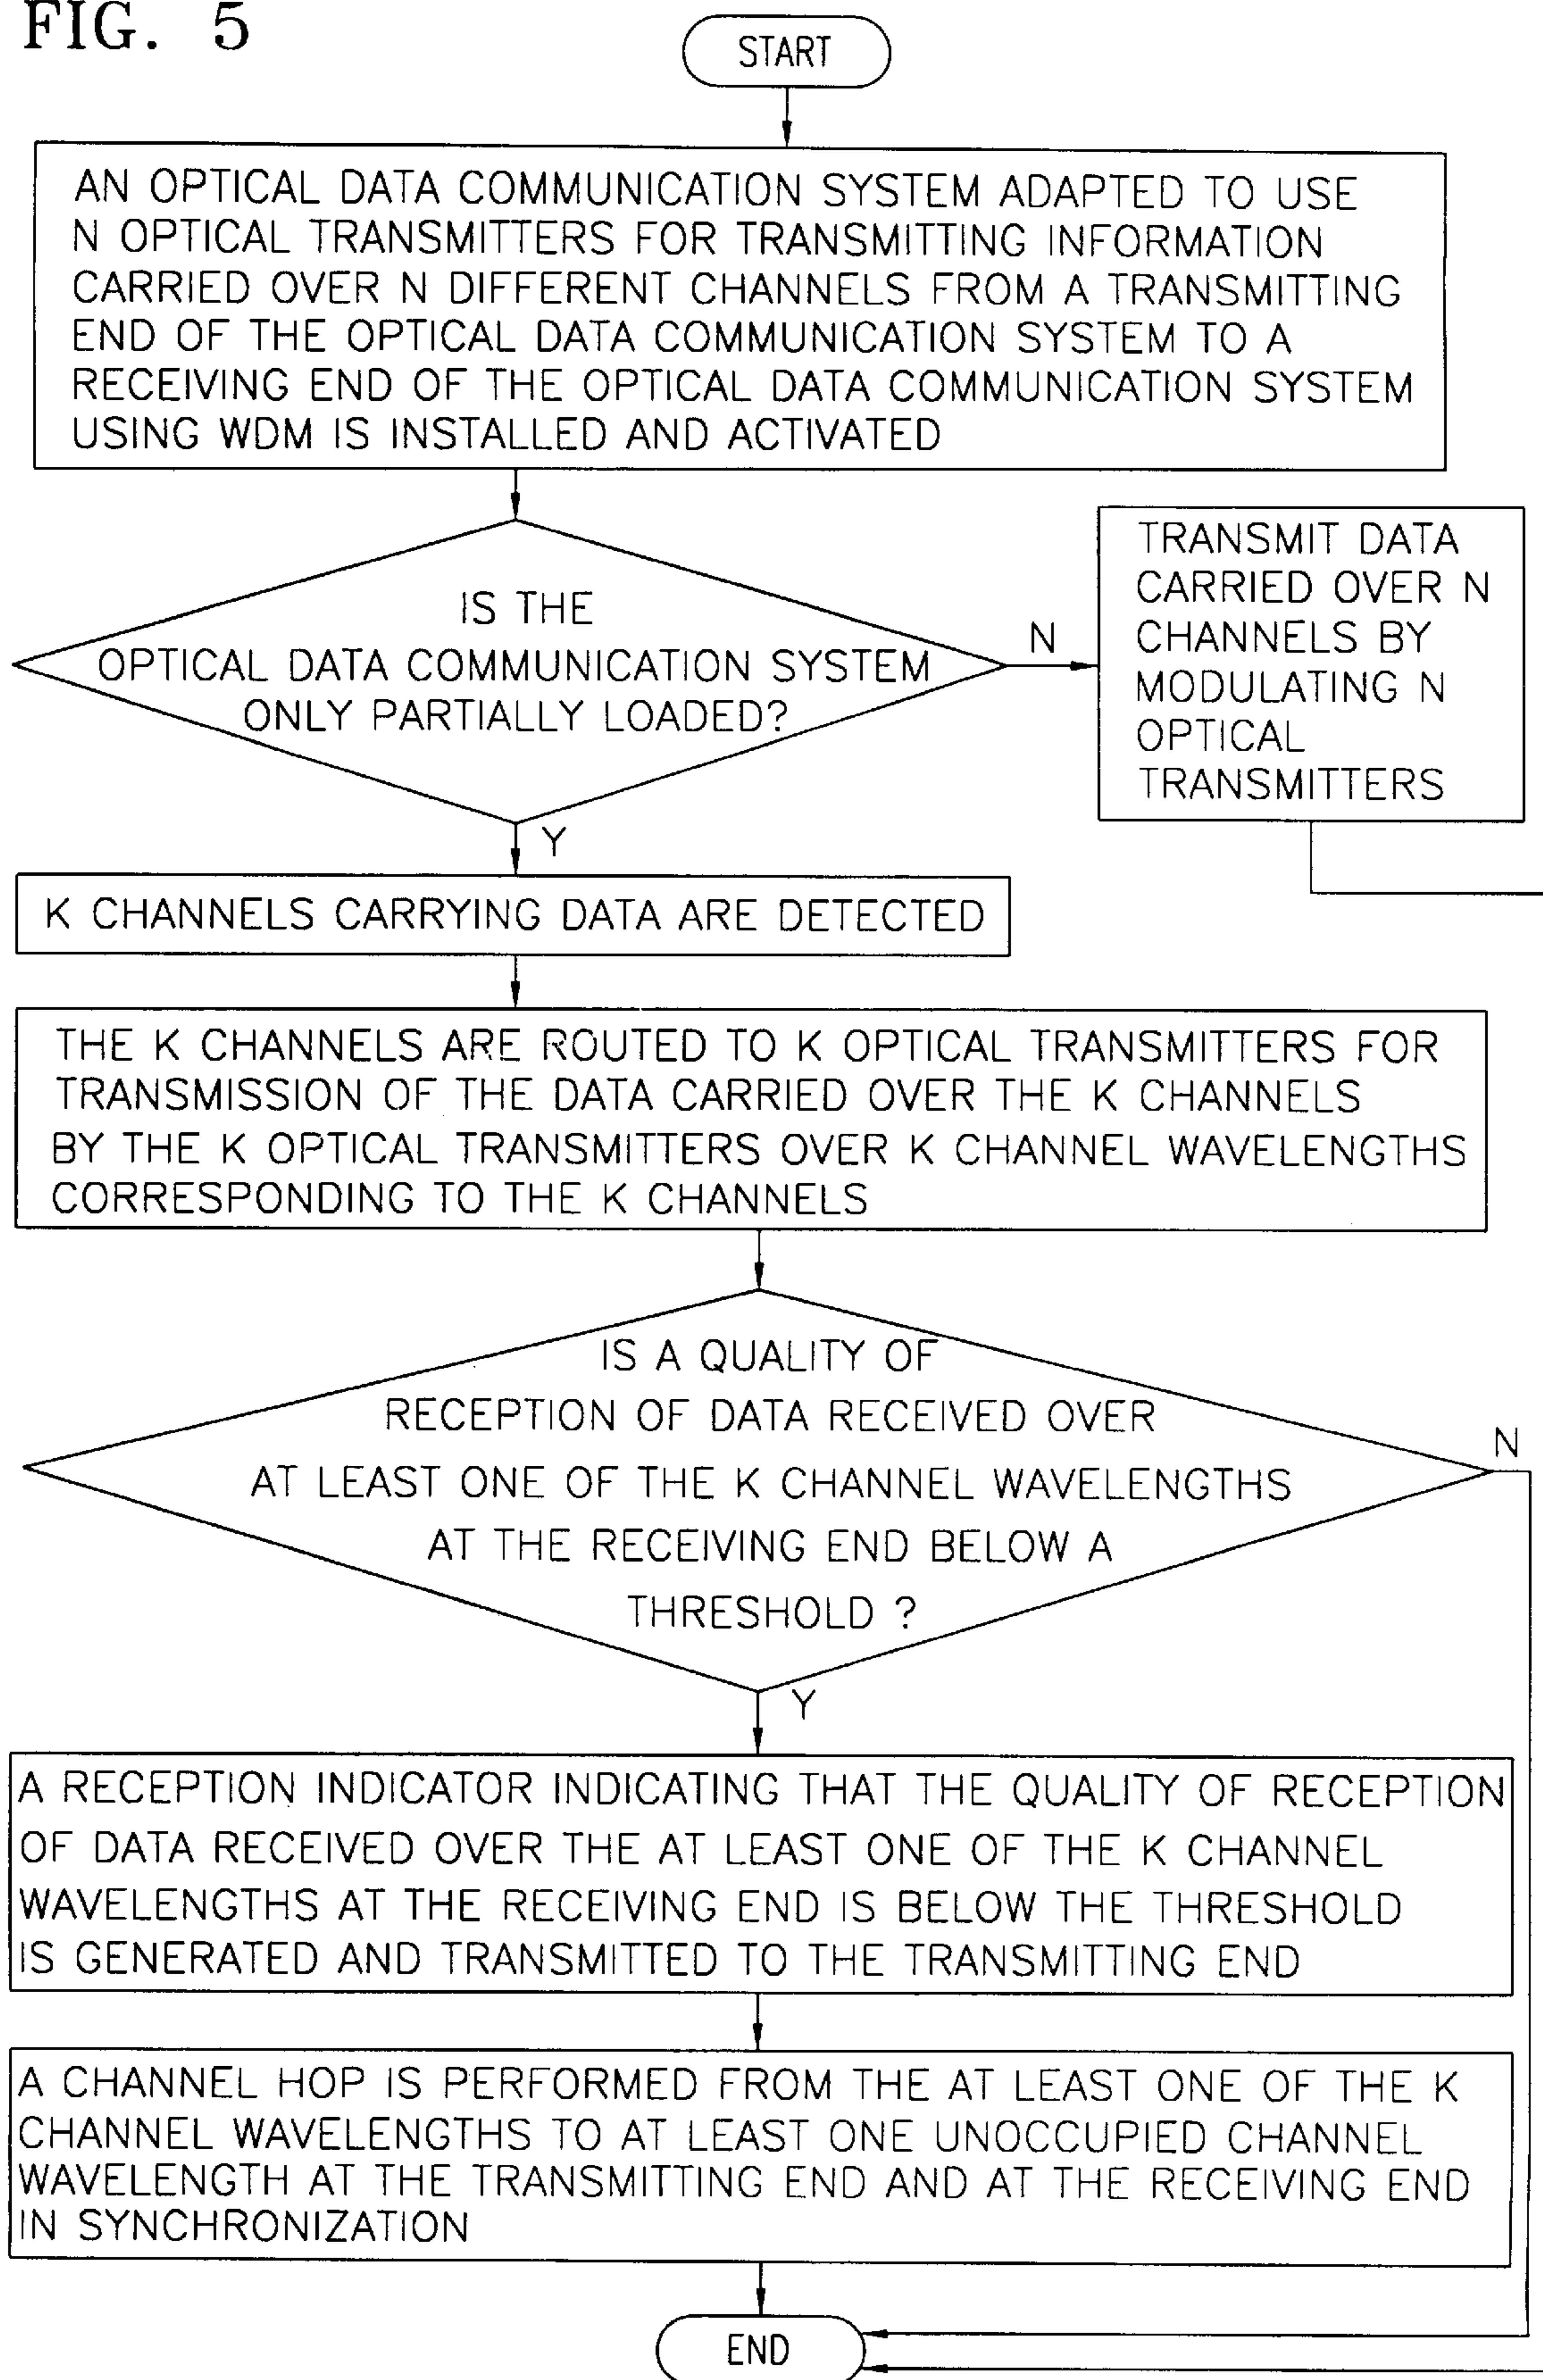 FIG. 5
START
AN OPTICAL DATA COMMUNICATION SYSTEM ADAPTED TO USE
N OPTICAL TRANSMITTERS FOR TRANSMITTING INFORMATION
CARRIED OVER N DIFFERENT CHANNELS FROM A TRANSMITTING
END OF THE OPTICAL DATA COMMUNICATION SYSTEM TO A
RECEIVING END OF THE OPTICAL DATA COMMUNICATION SYSTEM
USING WDM IS INSTALLED AND ACTIVATED
IS THE
OPTICAL DATA COMMUNICATION SYSTEM
ONLY PARTIALLY LOADED?
N
TRANSMIT DATA
CARRIED OVER N
CHANNELS BY
MODULATING N
OPTICAL
TRANSMITTERS
Y
K CHANNELS CARRYING DATA ARE DETECTED
THE K CHANNELS ARE ROUTED TO K OPTICAL TRANSMITTERS FOR
TRANSMISSION OF THE DATA CARRIED OVER THE K CHANNELS
BY THE K OPTICAL TRANSMITTERS OVER K CHANNEL WAVELENGTHS
CORRESPONDING TO THE K CHANNELS
IS A QUALITY OF
RECEPTION OF DATA RECEIVED OVER
AT LEAST ONE OF THE K CHANNEL WAVELENGTHS
AT THE RECEIVING END BELOW A
THRESHOLD ?
N
Y
A RECEPTION INDICATOR INDICATING THAT THE QUALITY OF RECEPTION
OF DATA RECEIVED OVER THE AT LEAST ONE OF THE K CHANNEL
WAVELENGTHS AT THE RECEIVING END IS BELOW THE THRESHOLD
IS GENERATED AND TRANSMITTED TO THE TRANSMITTING END
A CHANNEL HOP IS PERFORMED FROM THE AT LEAST ONE OF THE K
CHANNEL WAVELENGTHS TO AT LEAST ONE UNOCCUPIED CHANNEL
WAVELENGTH AT THE TRANSMITTING END AND AT THE RECEIVING END
IN SYNCHRONIZATION
END